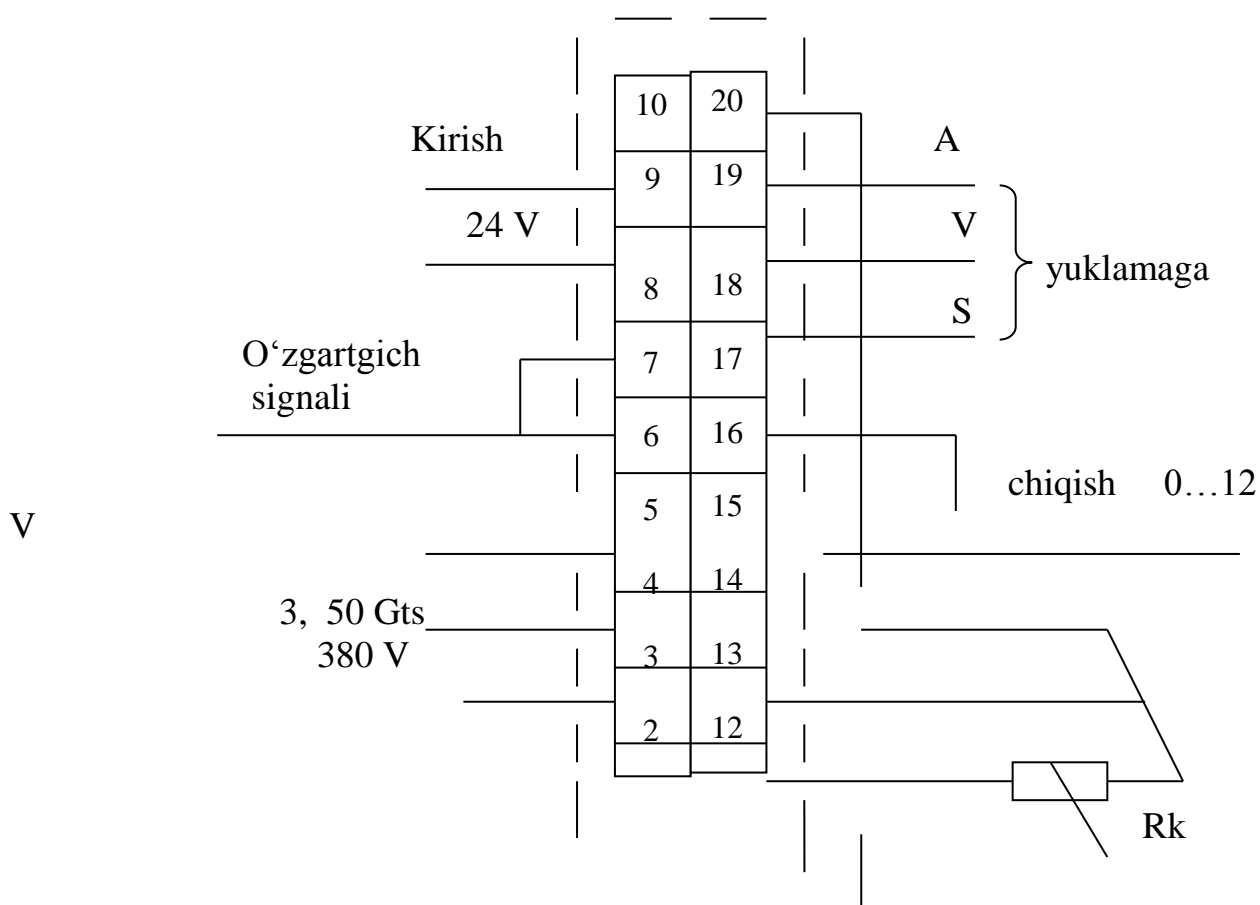 10 20
Kirish
A
9 19
24 V
V
8 18
yuklamaga
S
O‘zgartgich
signali
7 17
6 16
chiqish 0…12
V
5 15
4 14
3, 50 Gts
380 V
3 13
2 12
Rk